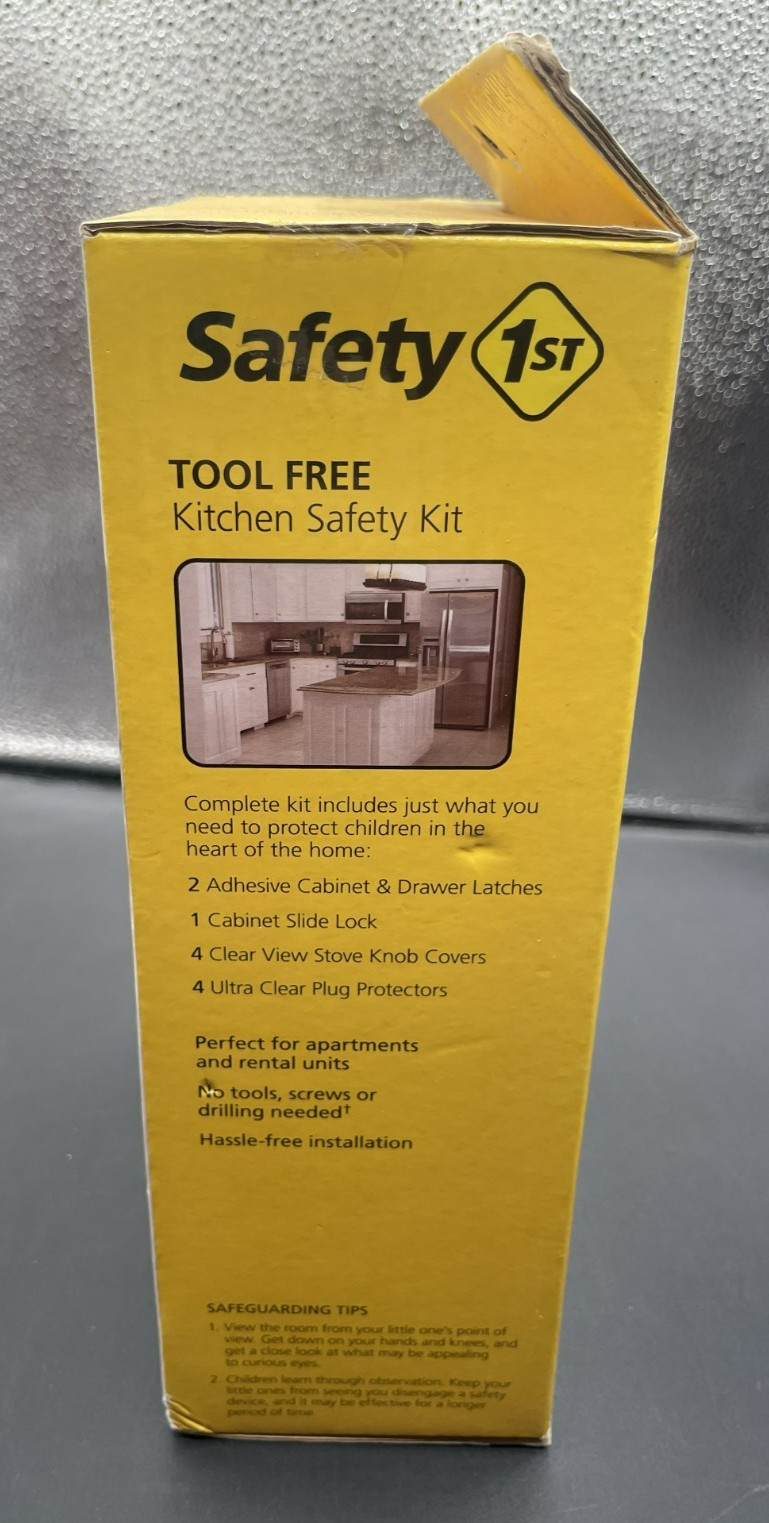 Safety 1ST
TOOL FREE
Kitchen Safety Kit
Complete kit includes just what you
need to protect children in the
heart of the home:
2 Adhesive Cabinet & Drawer Latches
1 Cabinet Slide Lock
4 Clear View Stove Knob Covers
4 Ultra Clear Plug Protectors
Perfect for apartments
and rental units
No tools, screws or
drilling needed†
Hassle-free installation
SAFEGUARDING TIPS
1. View the room from your little one's point of
view. Get down on your hands and knees, and
get a close look at what may be appealing
to curious eyes.
2. Children learn through observation. Keep your
little ones from seeing you disengage a safety
device, and it may be effective for a longer
period of time.